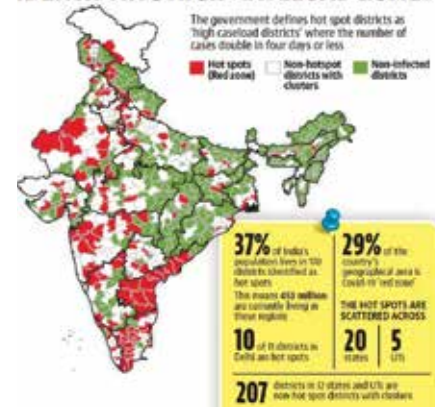 The government defines hot spot districts as
'high caseload districts' where the number of
cases double in four days or less
Hot spots
(Red zone)
Non-hotspot
districts with
clusters
Non-infected
districts
37% of India's
population lives in 170
districts identified as
hot spots
This means
million
are currently living in
these regions
29% of the
country's
geographical area is
Covid-19 'red zone'
THE HOT SPOTS ARE
SCATTERED ACROSS
10 of 11 districts in
Delhi are hot spots
20
states
5
UTs
207 districts in
states and UTs are
non hot spot districts with clusters